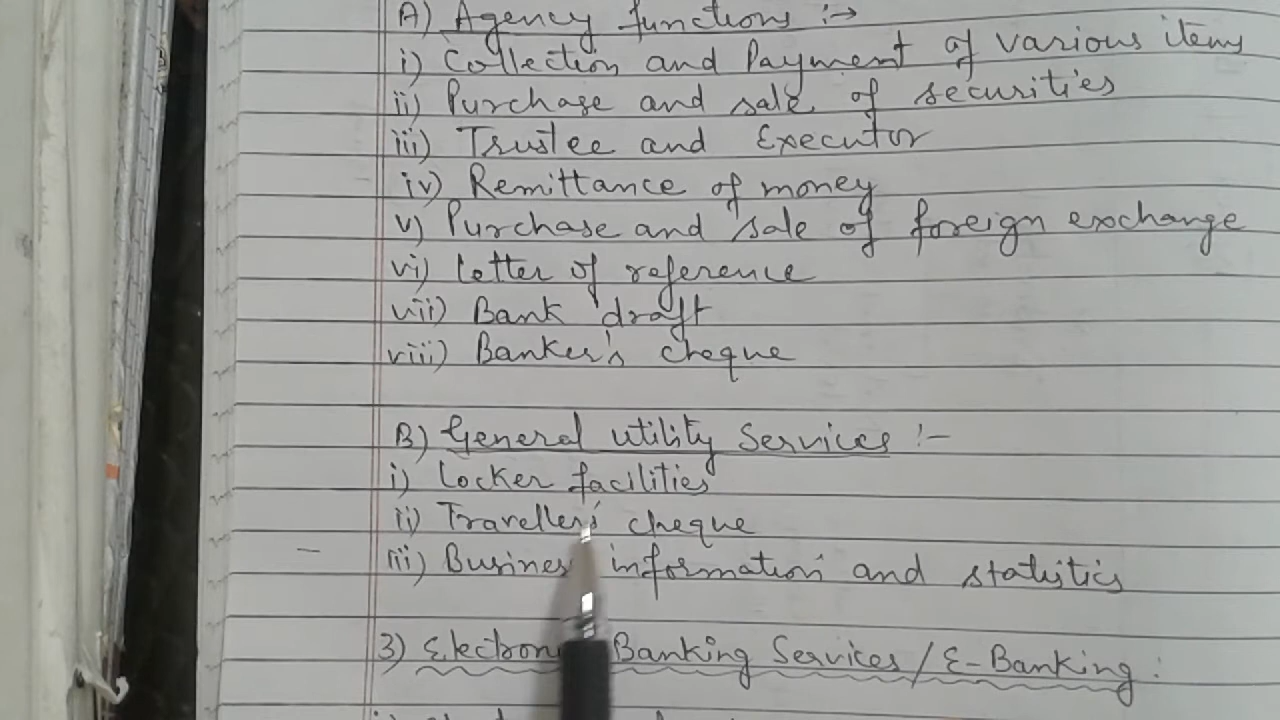 A) Agency functions :→
i) Collection and Payment of various items
ii) Purchase and sale of securities
iii) Trustee and Executor
iv) Remittance of money
v) Purchase and sale of foreign exchange
vi) letter of reference
vii) Bank draft
viii) Banker's cheque
B) General utility Services :-
i) Locker facilities
ii) Travellers' cheque
iii) Business information and statistics
3) Electronic Banking Services / E-Banking :